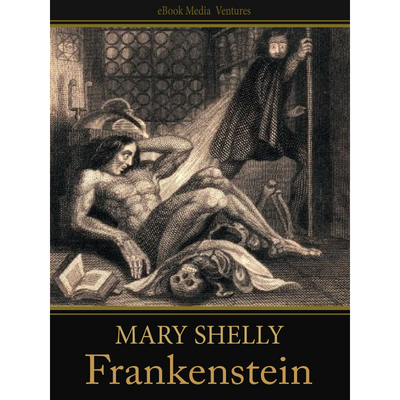 eBook Media Ventures
MARY SHELLY
Frankenstein